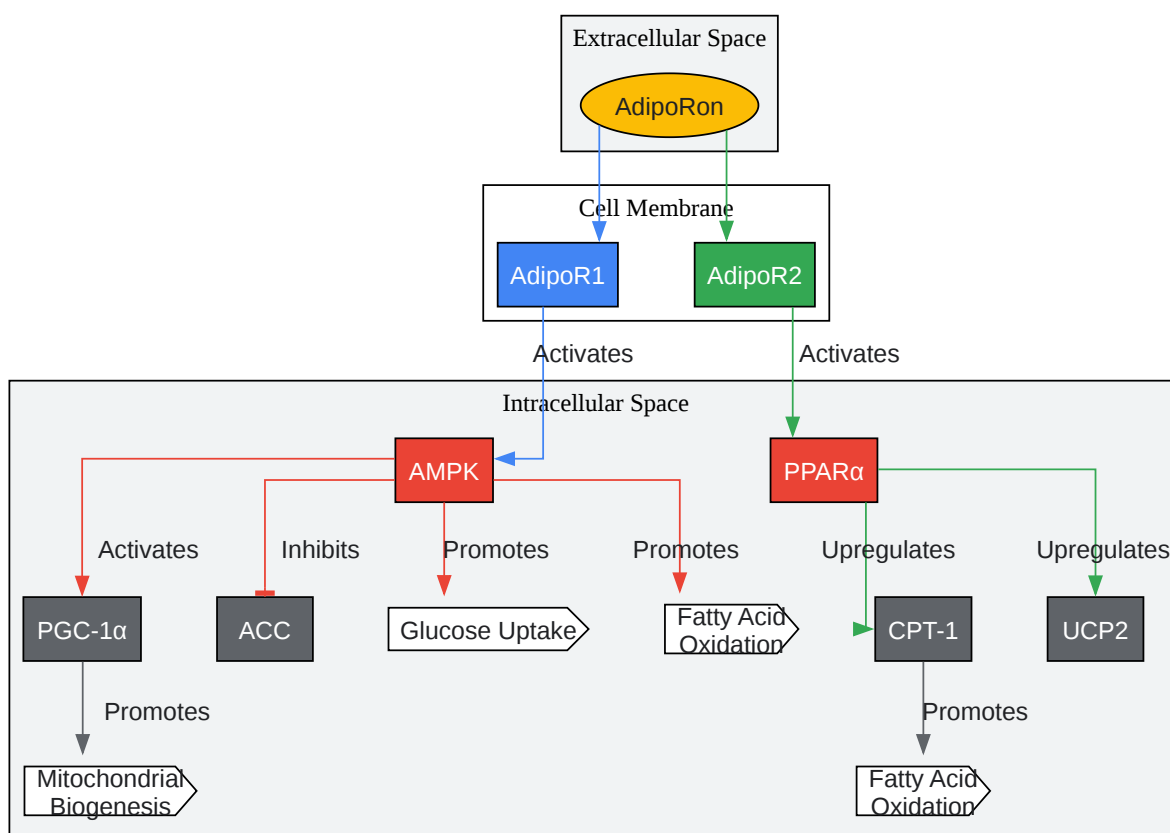 Extracellular Space
AdipoRon
Cell Membrane
AdipoR1
AdipoR2
Activates
Activates
Intracellular Space
AMPK
PPARα
Activates
Inhibits
Promotes
Promotes
Upregulates
Upregulates
PGC-1α
ACC
Glucose Uptake
Fatty Acid
Oxidation
CPT-1
UCP2
Promotes
Promotes
Mitochondrial
Biogenesis
Fatty Acid
Oxidation